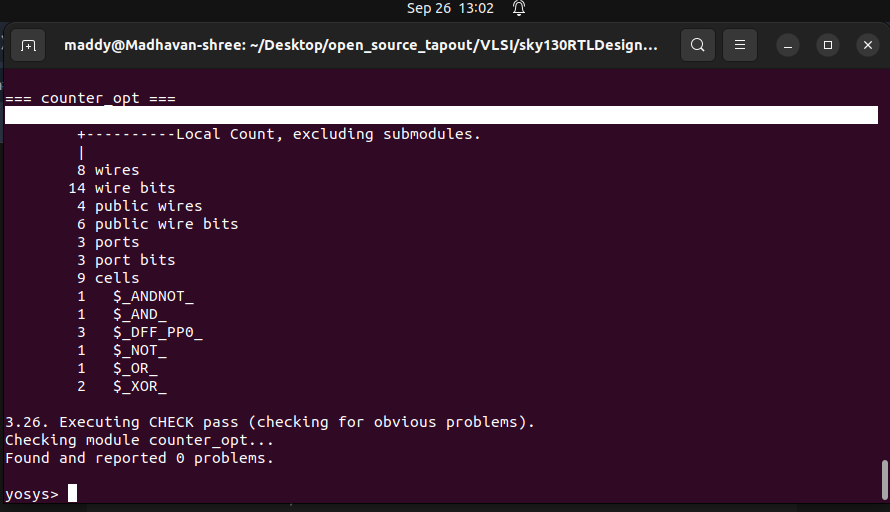 Sep 26 13:02
maddy@Madhavan-shree: ~/Desktop/open_source_tapout/VLSI/sky130RTLDesign...
=== counter_opt ===
+----------Local Count, excluding submodules.
|
8 wires
14 wire bits
4 public wires
6 public wire bits
3 ports
3 port bits
9 cells
1 $_ANDNOT_
1 $_AND_
3 $_DFF_PP0_
1 $_NOT_
1 $_OR_
2 $_XOR_
3.26. Executing CHECK pass (checking for obvious problems).
Checking module counter_opt...
Found and reported 0 problems.
yosys>